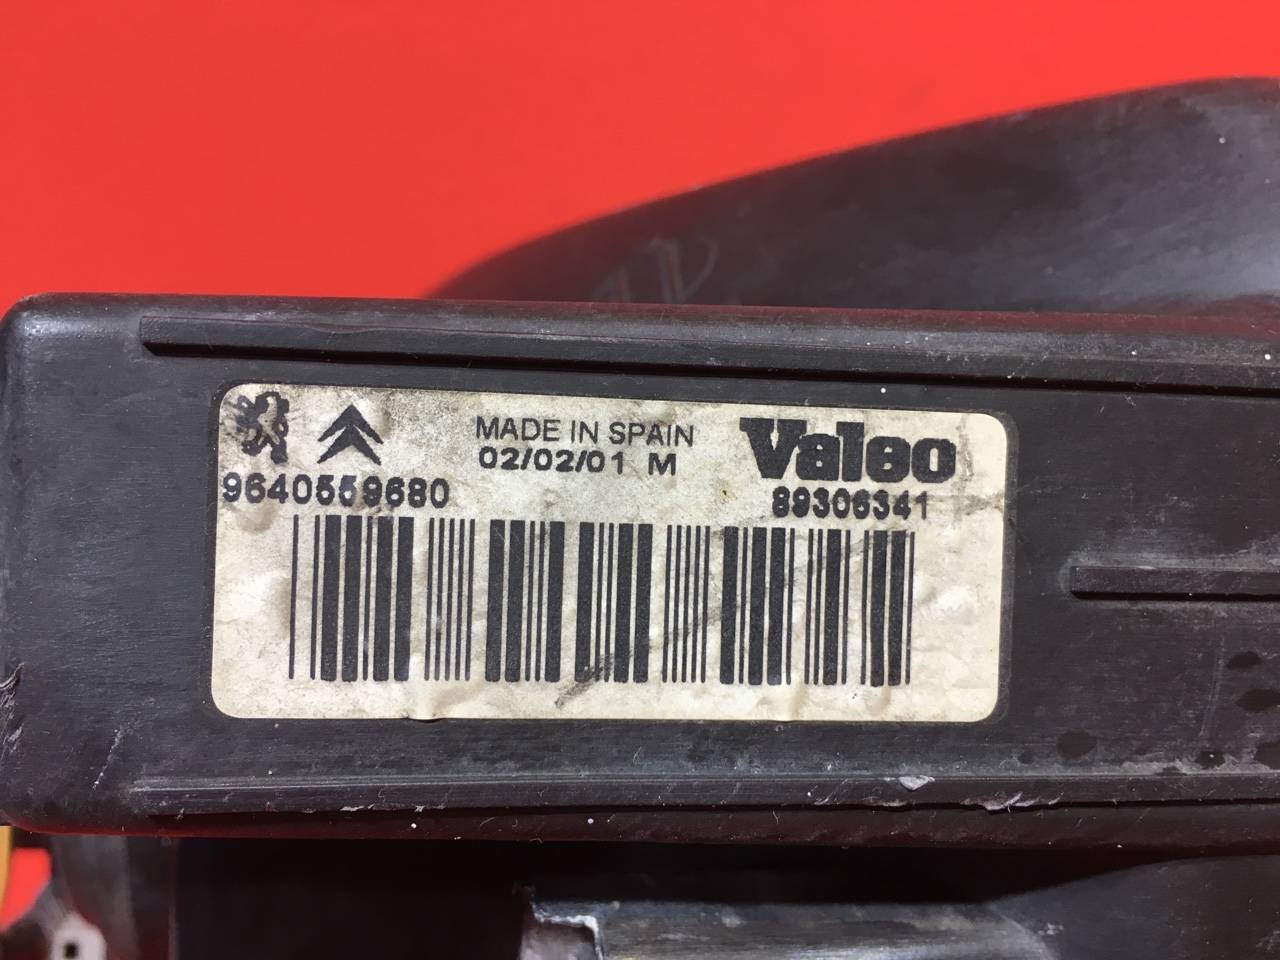 MADE IN SPAIN
02/02/01 M
Valeo
9640559680
89306341